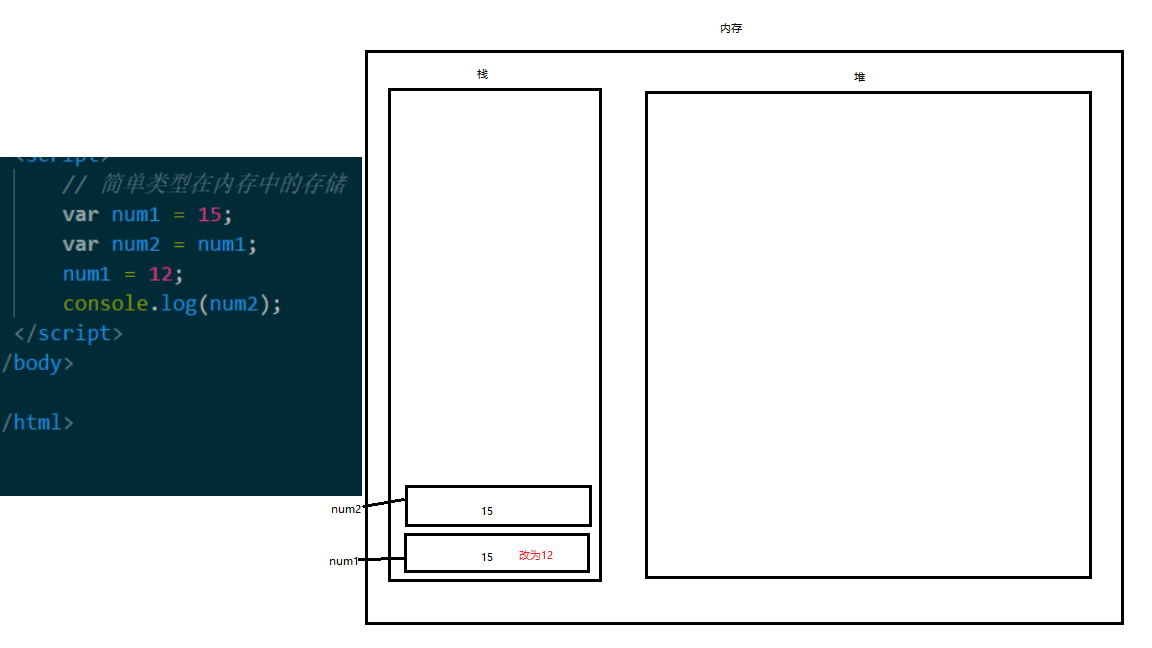 内存
栈
堆
<script>
// 简单类型在内存中的存储
var num1 = 15;
var num2 = num1;
num1 = 12;
console.log(num2);
</script>
/body>
/html>
num2
15
num1
15 改为12